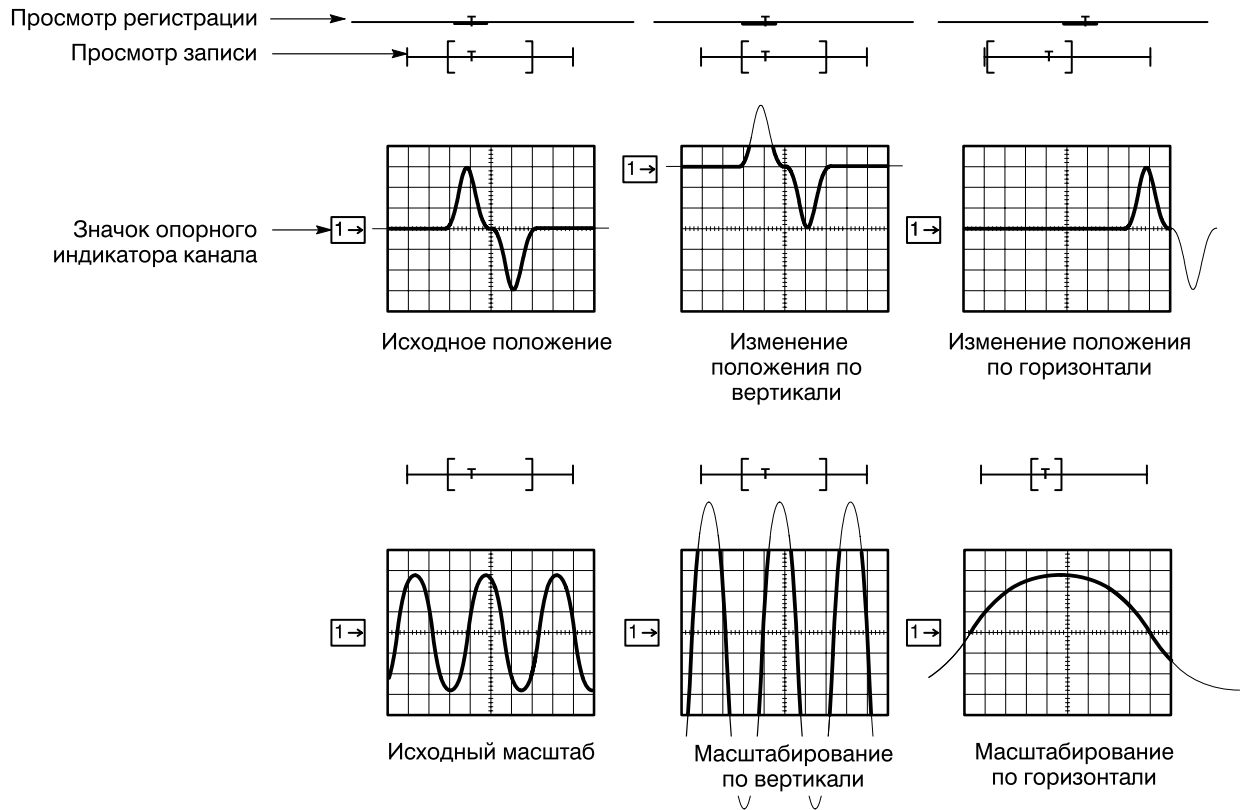 Просмотр регистрации
T
T
T
Просмотр записи
T
T
T
1→
1→
1→
Значок опорного
индикатора канала
Исходное положение
Изменение
положения по
вертикали
Изменение положения
по горизонтали
T
T
T
1→
1→
1→
Исходный масштаб
Масштабирование
по вертикали
Масштабирование
по горизонтали